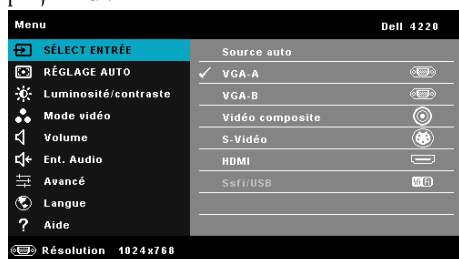 Menu
Dell 4220
SÉLECT ENTRÉE
RÉGLAGE AUTO
Luminosité/contraste
Mode vidéo
Volume
Ent. Audio
Avancé
Langue
Aide
Source auto
VGA-A
VGA-B
Vidéo composite
S-Vidéo
HDMI
Ssfi/USB
WiFi
Résolution 1024x768